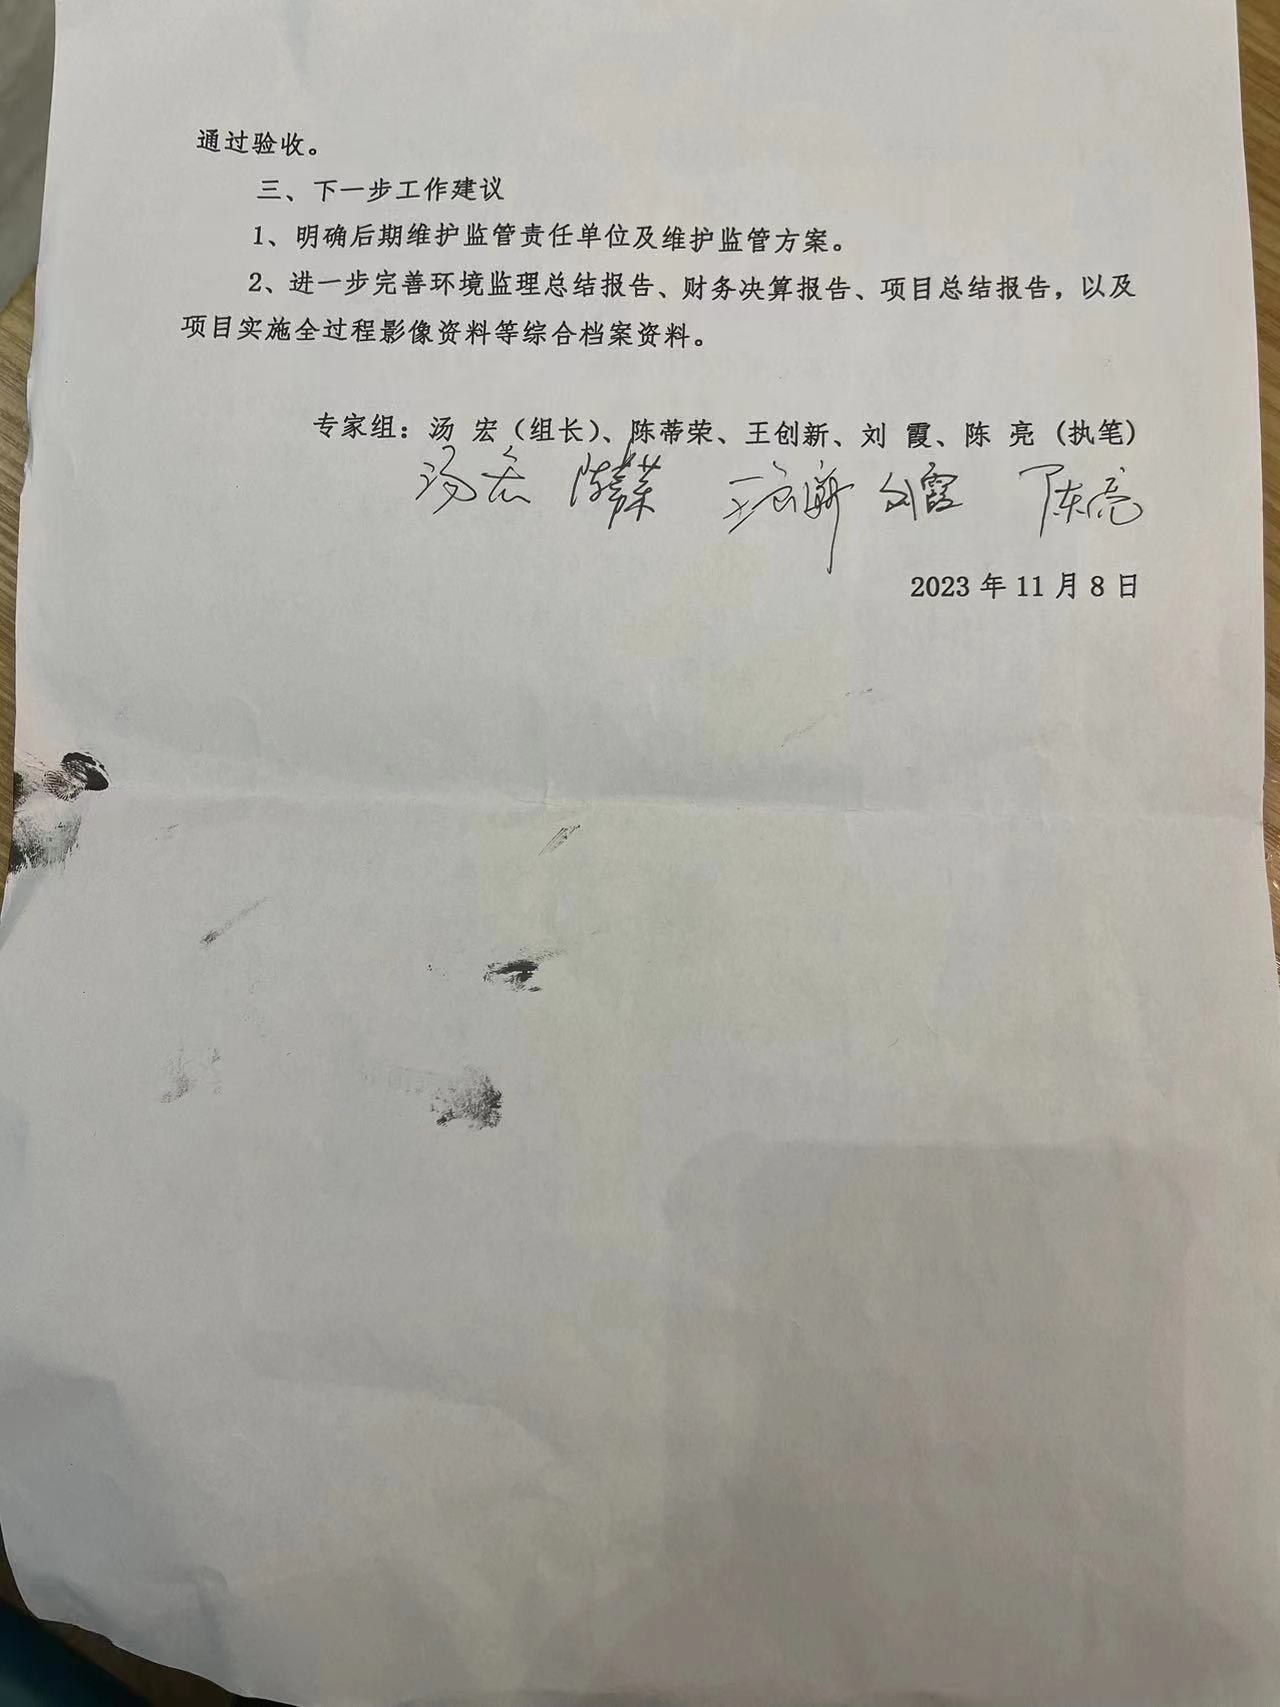 通过验收。
三、下一步工作建议
1、明确后期维护监管责任单位及维护监管方案。
2、进一步完善环境监理总结报告、财务决算报告、项目总结报告，以及
项目实施全过程影像资料等综合档案资料。
专家组：汤 宏（组长）、陈蒂荣、王创新、刘 霞、陈 亮（执笔）
汤宏 陈蒂荣 王创新 刘霞 陈亮
2023 年 11 月 8 日